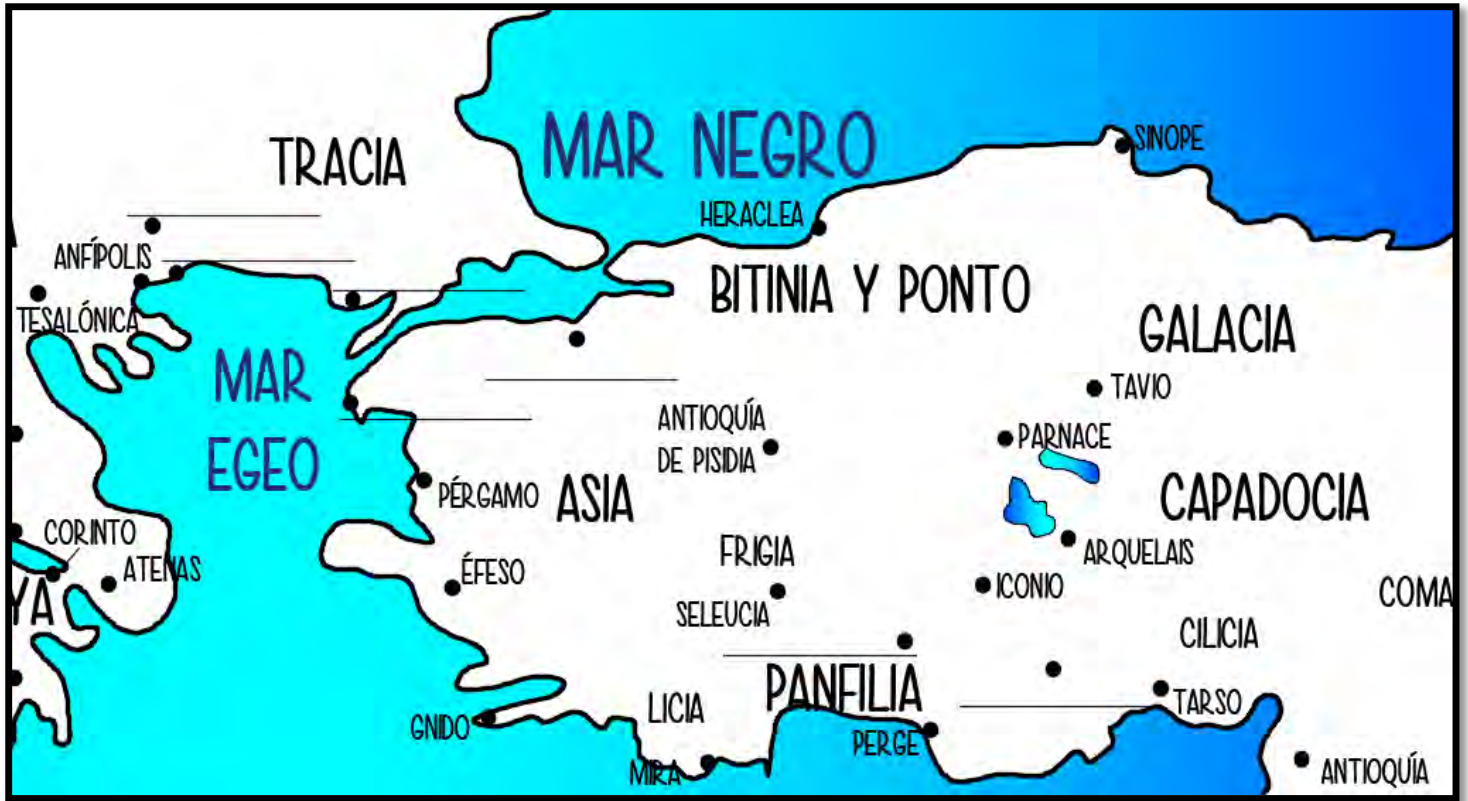 MAR NEGRO
SINOPE
TRACIA
HERACLEA
ANFÍPOLIS
BITINIA Y PONTO
TESALÓNICA
GALACIA
MAR
EGEO
TAVIO
ANTIOQUÍA
DE PISIDIA
PARNACE
PÉRGAMO
ASIA
CAPADOCIA
CORINTO
ATENAS
FRIGIA
ARQUELAIS
ÉFESO
ICONIO
YA
SELEUCIA
COMA
CILICIA
PANFILIA
LICIA
TARSO
GNIDO
PERGE
MIRA
ANTIOQUÍA